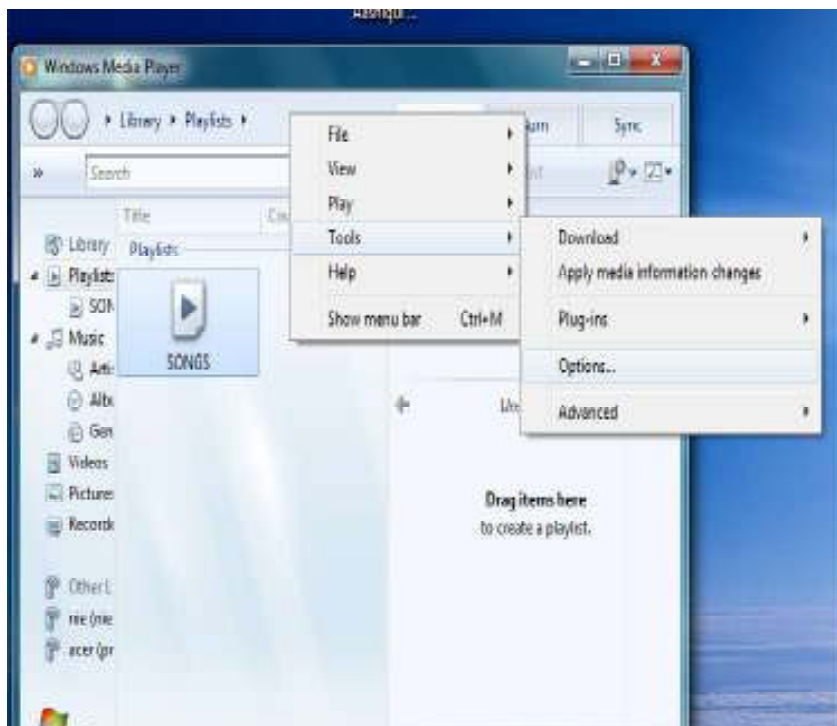 Windows Media Player
Library ▸ Playlists ▸
Sync
Search
Title
Library
Playlists
Playlists
SONGS
Music
Videos
Pictures
File
View
Play
Tools
Help
Show menu bar Ctrl+M
Download
Apply media information changes
Plug-ins
Options...
Advanced
Drag items here
to create a playlist.